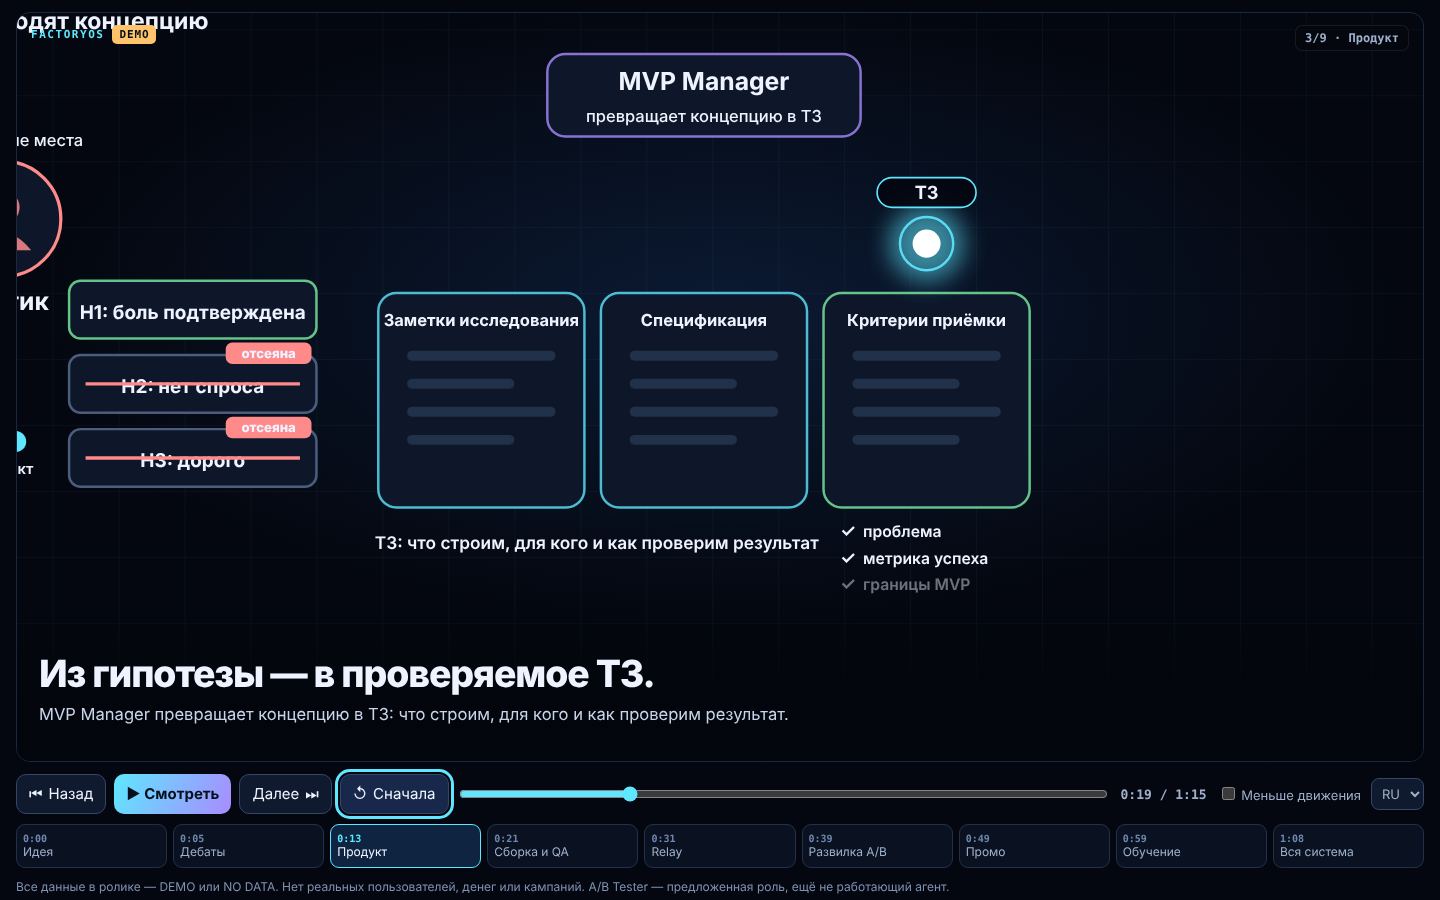 одят концепцию
FACTORYOS DEMO
3/9 · Продукт
MVP Manager
превращает концепцию в ТЗ
ые места
ТЗ
тик
H1: боль подтверждена
отсеяна
H2: нет спроса
отсеяна
H3: дорого
кт
Заметки исследования
Спецификация
Критерии приёмки
ТЗ: что строим, для кого и как проверим результат
✓ проблема
✓ метрика успеха
✓ границы MVP
Из гипотезы — в проверяемое ТЗ.
MVP Manager превращает концепцию в ТЗ: что строим, для кого и как проверим результат.
⏮ Назад
▶ Смотреть
Далее ⏭
↺ Сначала
0:19 / 1:15
Меньше движения
RU
0:00
Идея
0:05
Дебаты
0:13
Продукт
0:21
Сборка и QA
0:31
Relay
0:39
Развилка A/B
0:49
Промо
0:59
Обучение
1:08
Вся система
Все данные в ролике — DEMO или NO DATA. Нет реальных пользователей, денег или кампаний. A/B Tester — предложенная роль, ещё не работающий агент.